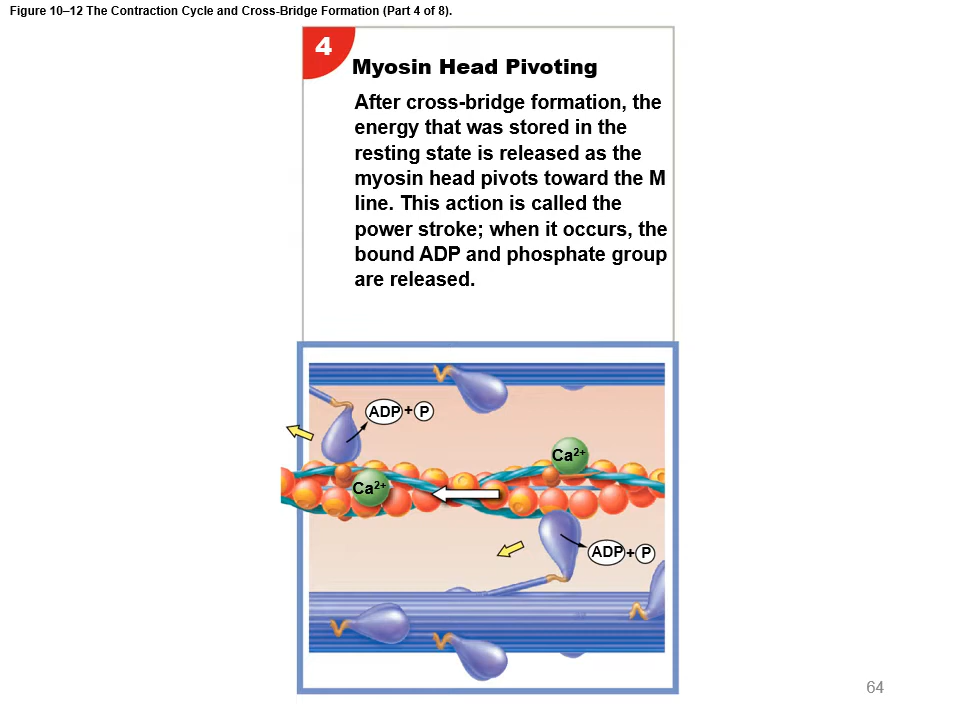 Figure 10–12 The Contraction Cycle and Cross-Bridge Formation (Part 4 of 8).
4
Myosin Head Pivoting
After cross-bridge formation, the
energy that was stored in the
resting state is released as the
myosin head pivots toward the M
line. This action is called the
power stroke; when it occurs, the
bound ADP and phosphate group
are released.
ADP + P
Ca2+
Ca2+
ADP + P
64